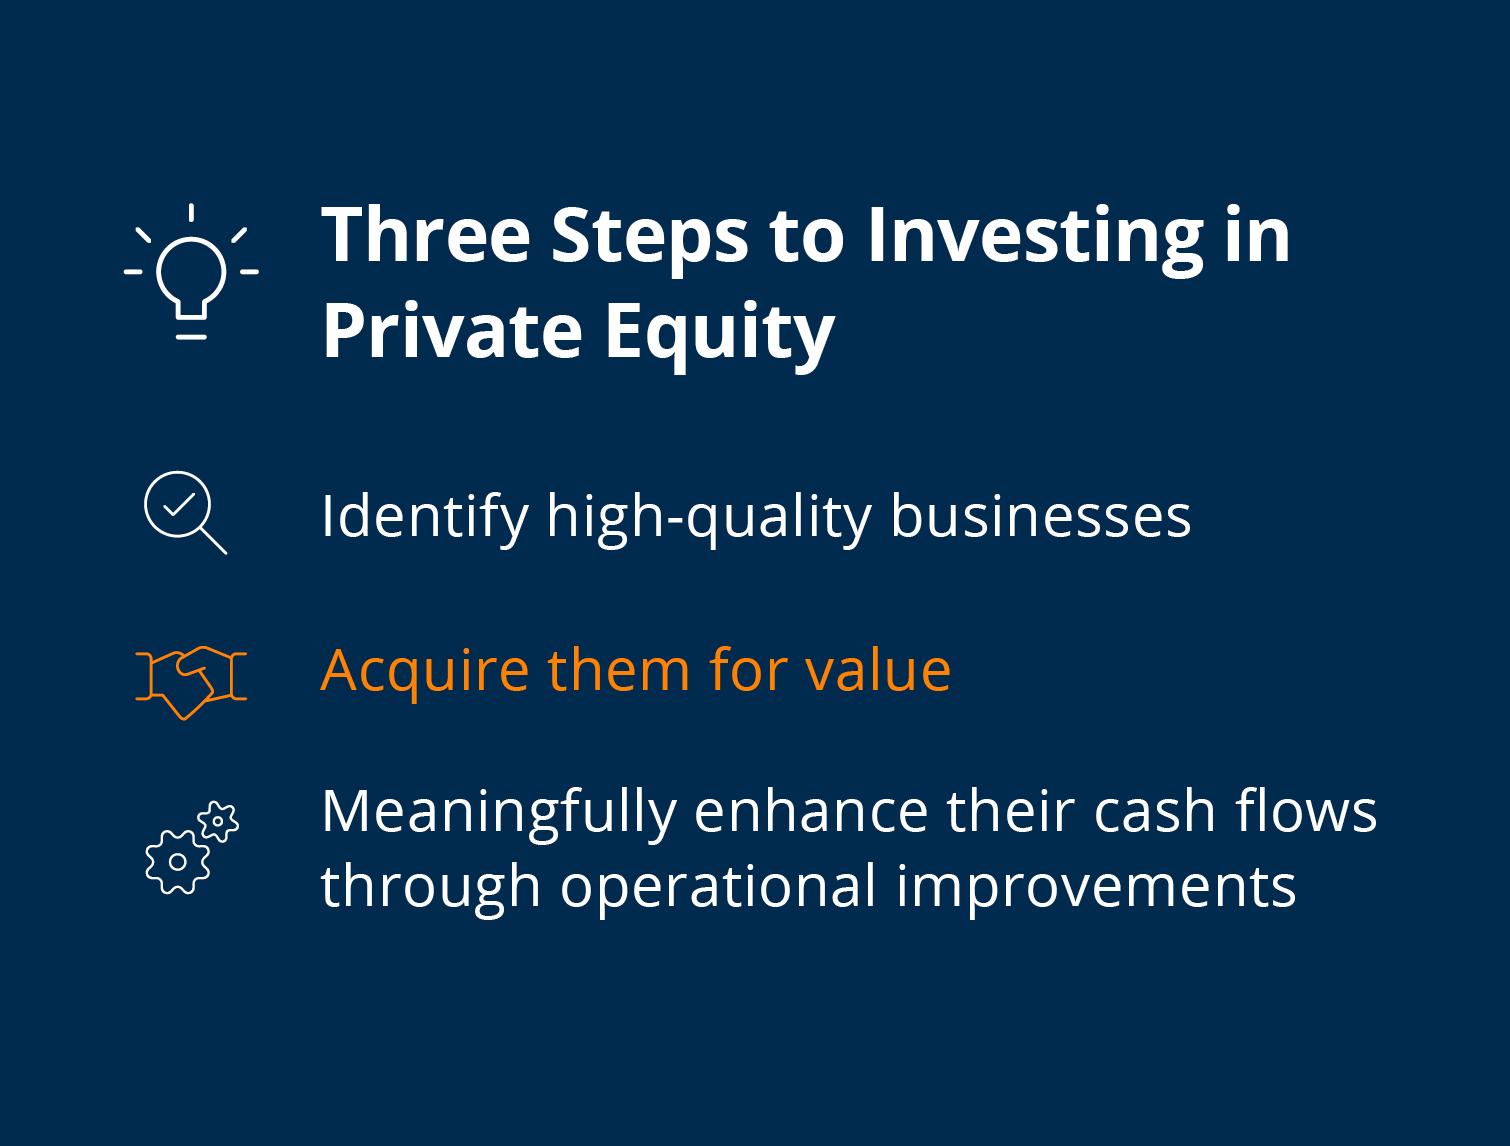 Three Steps to Investing in
Private Equity
Identify high-quality businesses
Acquire them for value
Meaningfully enhance their cash flows
through operational improvements